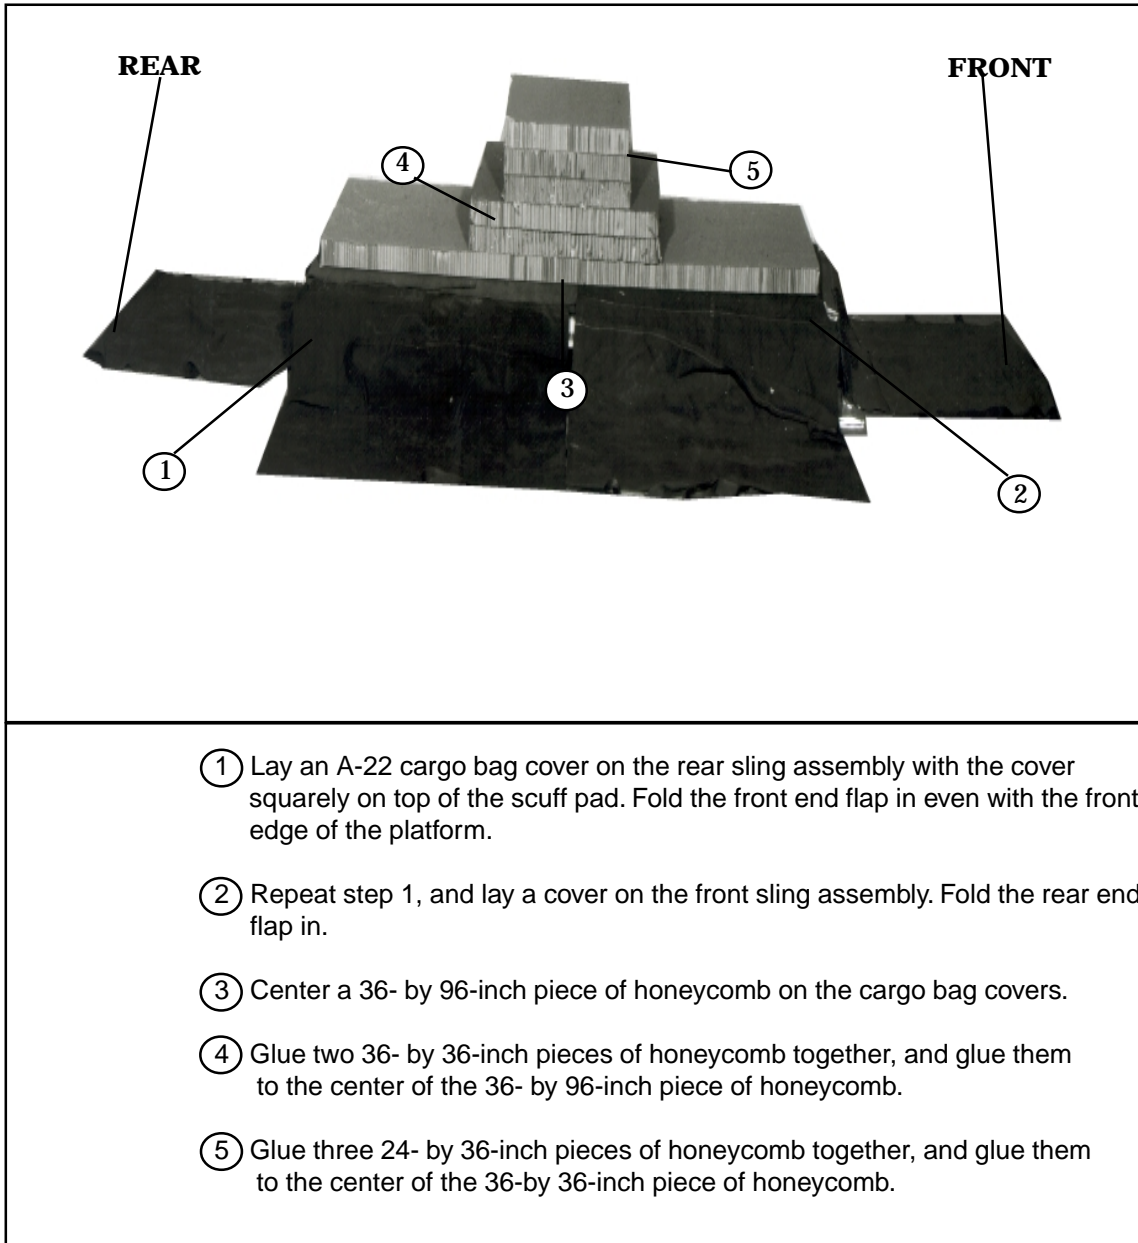 REAR
FRONT
4
5
3
1
2
1 Lay an A-22 cargo bag cover on the rear sling assembly with the cover
squarely on top of the scuff pad. Fold the front end flap in even with the front
edge of the platform.
2 Repeat step 1, and lay a cover on the front sling assembly. Fold the rear end
flap in.
3 Center a 36- by 96-inch piece of honeycomb on the cargo bag covers.
4 Glue two 36- by 36-inch pieces of honeycomb together, and glue them
to the center of the 36- by 96-inch piece of honeycomb.
5 Glue three 24- by 36-inch pieces of honeycomb together, and glue them
to the center of the 36-by 36-inch piece of honeycomb.